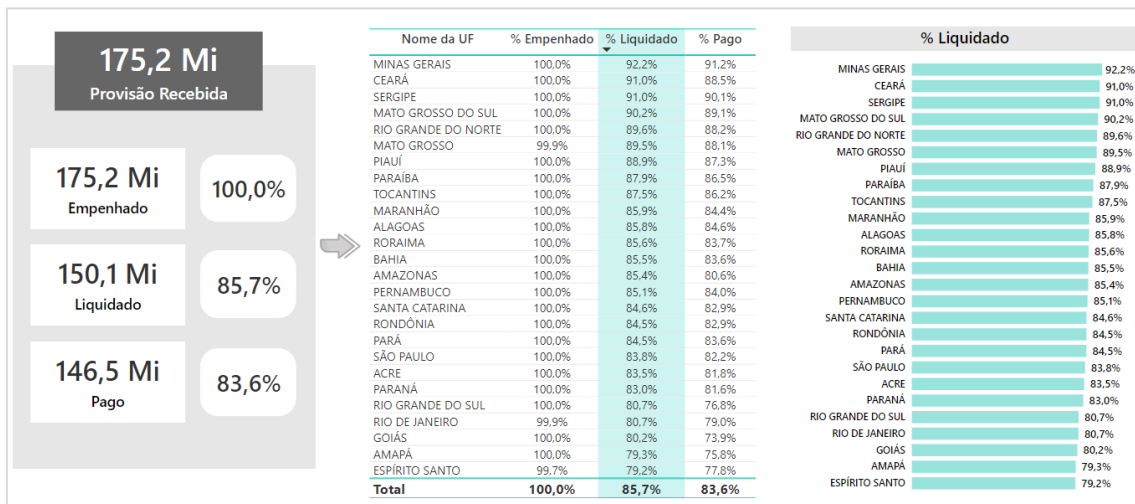 175,2 Mi
Provisão Recebida
175,2 Mi
Empenhado
100,0%
150,1 Mi
Liquidado
85,7%
146,5 Mi
Pago
83,6%
Nome da UF % Empenhado % Liquidado % Pago
MINAS GERAIS 100,0% 92,2% 91,2%
CEARÁ 100,0% 91,0% 88,5%
SERGIPE 100,0% 91,0% 90,1%
MATO GROSSO DO SUL 100,0% 90,2% 89,1%
RIO GRANDE DO NORTE 100,0% 89,6% 88,2%
MATO GROSSO 99,9% 89,5% 88,1%
PIAUÍ 100,0% 88,9% 87,3%
PARAÍBA 100,0% 87,9% 86,5%
TOCANTINS 100,0% 87,5% 86,2%
MARANHÃO 100,0% 85,9% 84,4%
ALAGOAS 100,0% 85,8% 84,6%
RORAIMA 100,0% 85,6% 83,7%
BAHIA 100,0% 85,5% 83,6%
AMAZONAS 100,0% 85,4% 80,6%
PERNAMBUCO 100,0% 85,1% 84,0%
SANTA CATARINA 100,0% 84,6% 82,9%
RONDÔNIA 100,0% 84,5% 82,9%
PARÁ 100,0% 84,5% 83,6%
SÃO PAULO 100,0% 83,8% 82,2%
ACRE 100,0% 83,5% 81,8%
PARANÁ 100,0% 83,0% 81,6%
RIO GRANDE DO SUL 100,0% 80,7% 76,8%
RIO DE JANEIRO 99,9% 80,7% 79,0%
GOIÁS 100,0% 80,2% 73,9%
AMAPÁ 100,0% 79,3% 75,8%
ESPÍRITO SANTO 99,7% 79,2% 77,8%
Total 100,0% 85,7% 83,6%
% Liquidado
MINAS GERAIS 92,2%
CEARÁ 91,0%
SERGIPE 91,0%
MATO GROSSO DO SUL 90,2%
RIO GRANDE DO NORTE 89,6%
MATO GROSSO 89,5%
PIAUÍ 88,9%
PARAÍBA 87,9%
TOCANTINS 87,5%
MARANHÃO 85,9%
ALAGOAS 85,8%
RORAIMA 85,6%
BAHIA 85,5%
AMAZONAS 85,4%
PERNAMBUCO 85,1%
SANTA CATARINA 84,6%
RONDÔNIA 84,5%
PARÁ 84,5%
SÃO PAULO 83,8%
ACRE 83,5%
PARANÁ 83,0%
RIO GRANDE DO SUL 80,7%
RIO DE JANEIRO 80,7%
GOIÁS 80,2%
AMAPÁ 79,3%
ESPÍRITO SANTO 79,2%